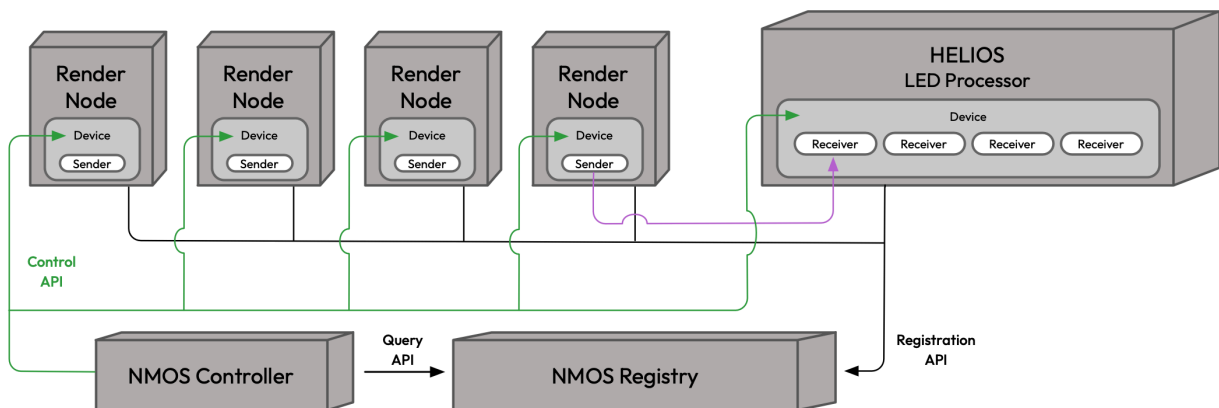 Render
Node
Device
Sender
Render
Node
Device
Sender
Render
Node
Device
Sender
Render
Node
Device
Sender
HELIOS
LED Processor
Device
Receiver
Receiver
Receiver
Receiver
Control
API
NMOS Controller
Query
API
NMOS Registry
Registration
API